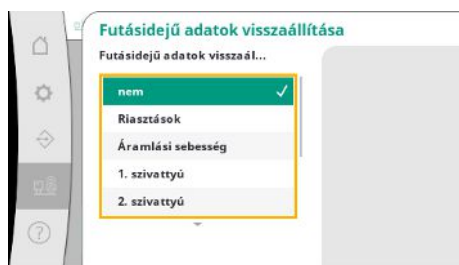 Futásidejű adatok visszaállítása
Futásidejű adatok visszaál...
nem
Riasztások
Áramlási sebesség
1. szivattyú
2. szivattyú